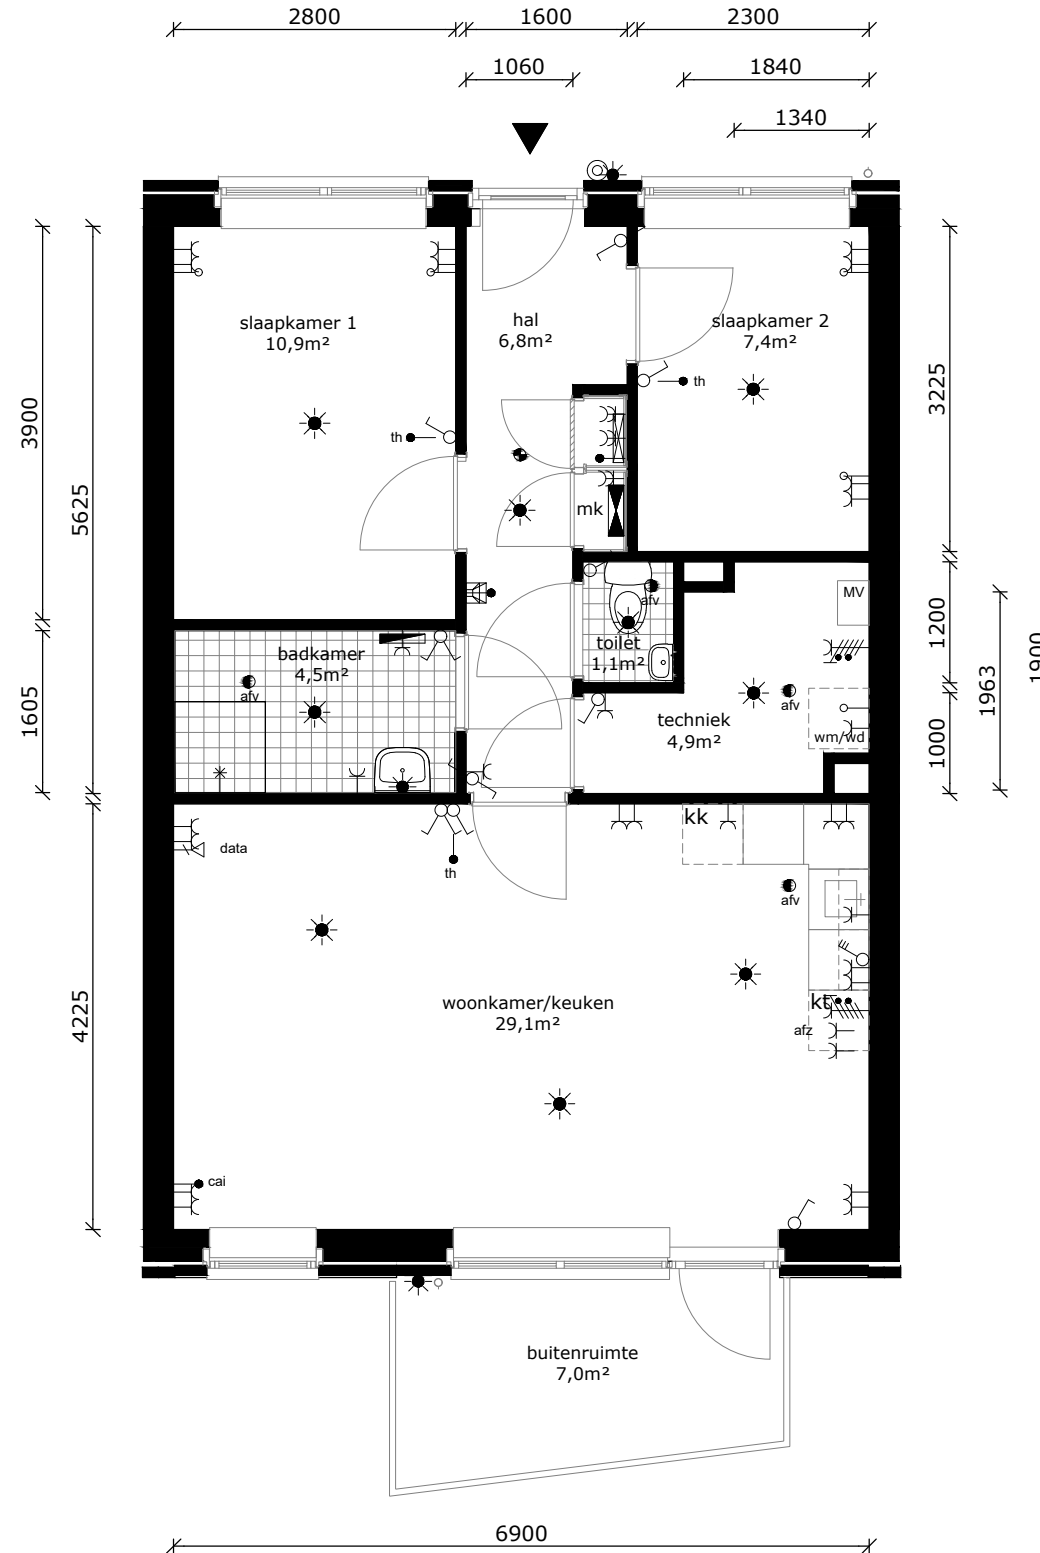 2800
1600
2300
1060
1840
1340
slaapkamer 1
10,9m²
hal
6,8m²
slaapkamer 2
7,4m²
th
th
mk
3900
5625
3225
afv
toilet
1,1m²
MV
badkamer
4,5m²
afv
techniek
4,9m²
afv
wm/wd
1605
1200
1000
1963
1900
data
th
kk
afv
woonkamer/keuken
29,1m²
kt
afz
4225
cai
buitenruimte
7,0m²
6900